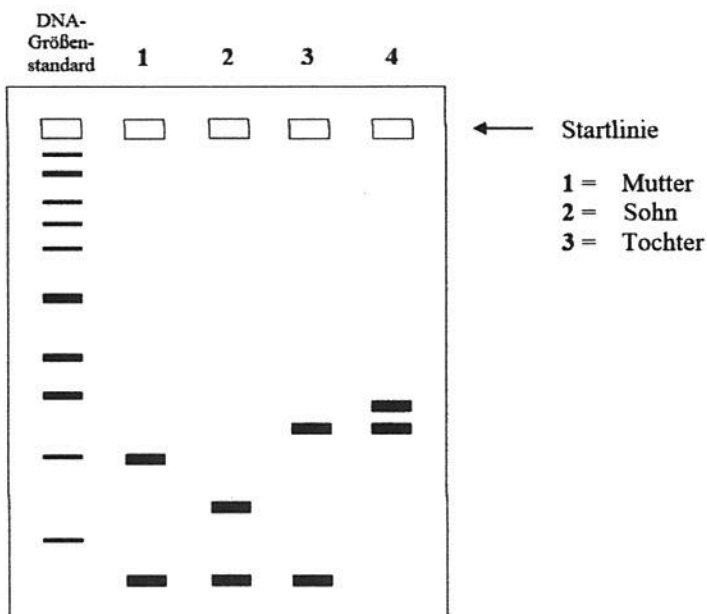 DNA-
Größen-
standard
1 2 3 4
Startlinie
1 = Mutter
2 = Sohn
3 = Tochter